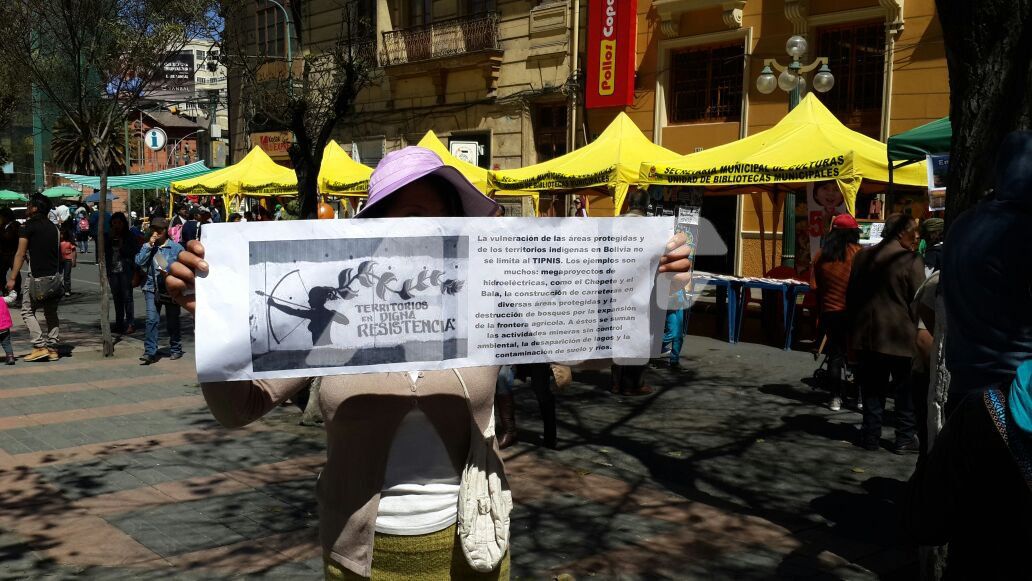 Pollos Copa
SECRETARÍA MUNICIPAL DE CULTURAS
UNIDAD DE BIBLIOTECAS MUNICIPALES
i
TERRITORIOS
EN DIGNA
RESISTENCIA
La vulneración de las áreas protegidas y
de los territorios indígenas en Bolivia no
se limita al TIPNIS. Los ejemplos son
muchos: megaproyectos de
hidroeléctricas, como el Chepete y el
Bala, la construcción de carreteras en
diversas áreas protegidas y la
destrucción de bosques por la expansión
de la frontera agrícola. A éstos se suman
las actividades mineras sin control
ambiental, la desaparición de lagos y la
contaminación de suelo y ríos.